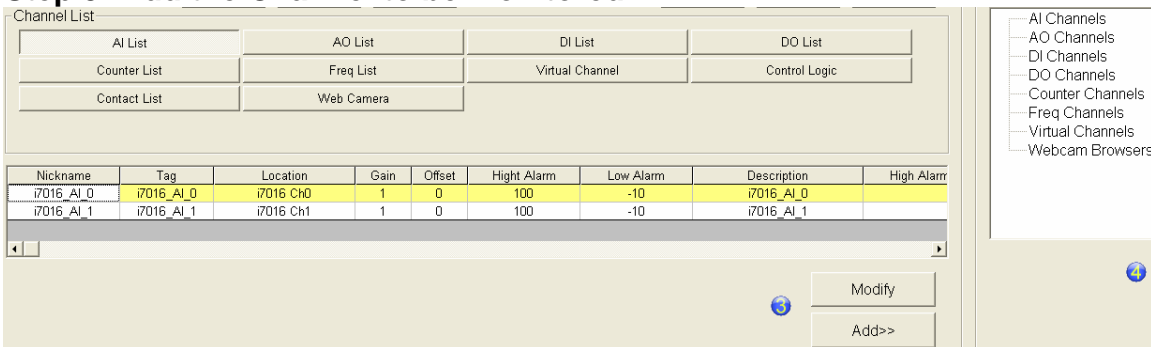 Channel List
AI List AO List DI List DO List
Counter List Freq List Virtual Channel Control Logic
Contact List Web Camera
Nickname Tag Location Gain Offset Hight Alarm Low Alarm Description High Alarm
i7016_AI_0 i7016_AI_0 i7016 Ch0 1 0 100 -10 i7016_AI_0
i7016_AI_1 i7016_AI_1 i7016 Ch1 1 0 100 -10 i7016_AI_1
3
Modify
Add>>
AI Channels
AO Channels
DI Channels
DO Channels
Counter Channels
Freq Channels
Virtual Channels
Webcam Browsers
4